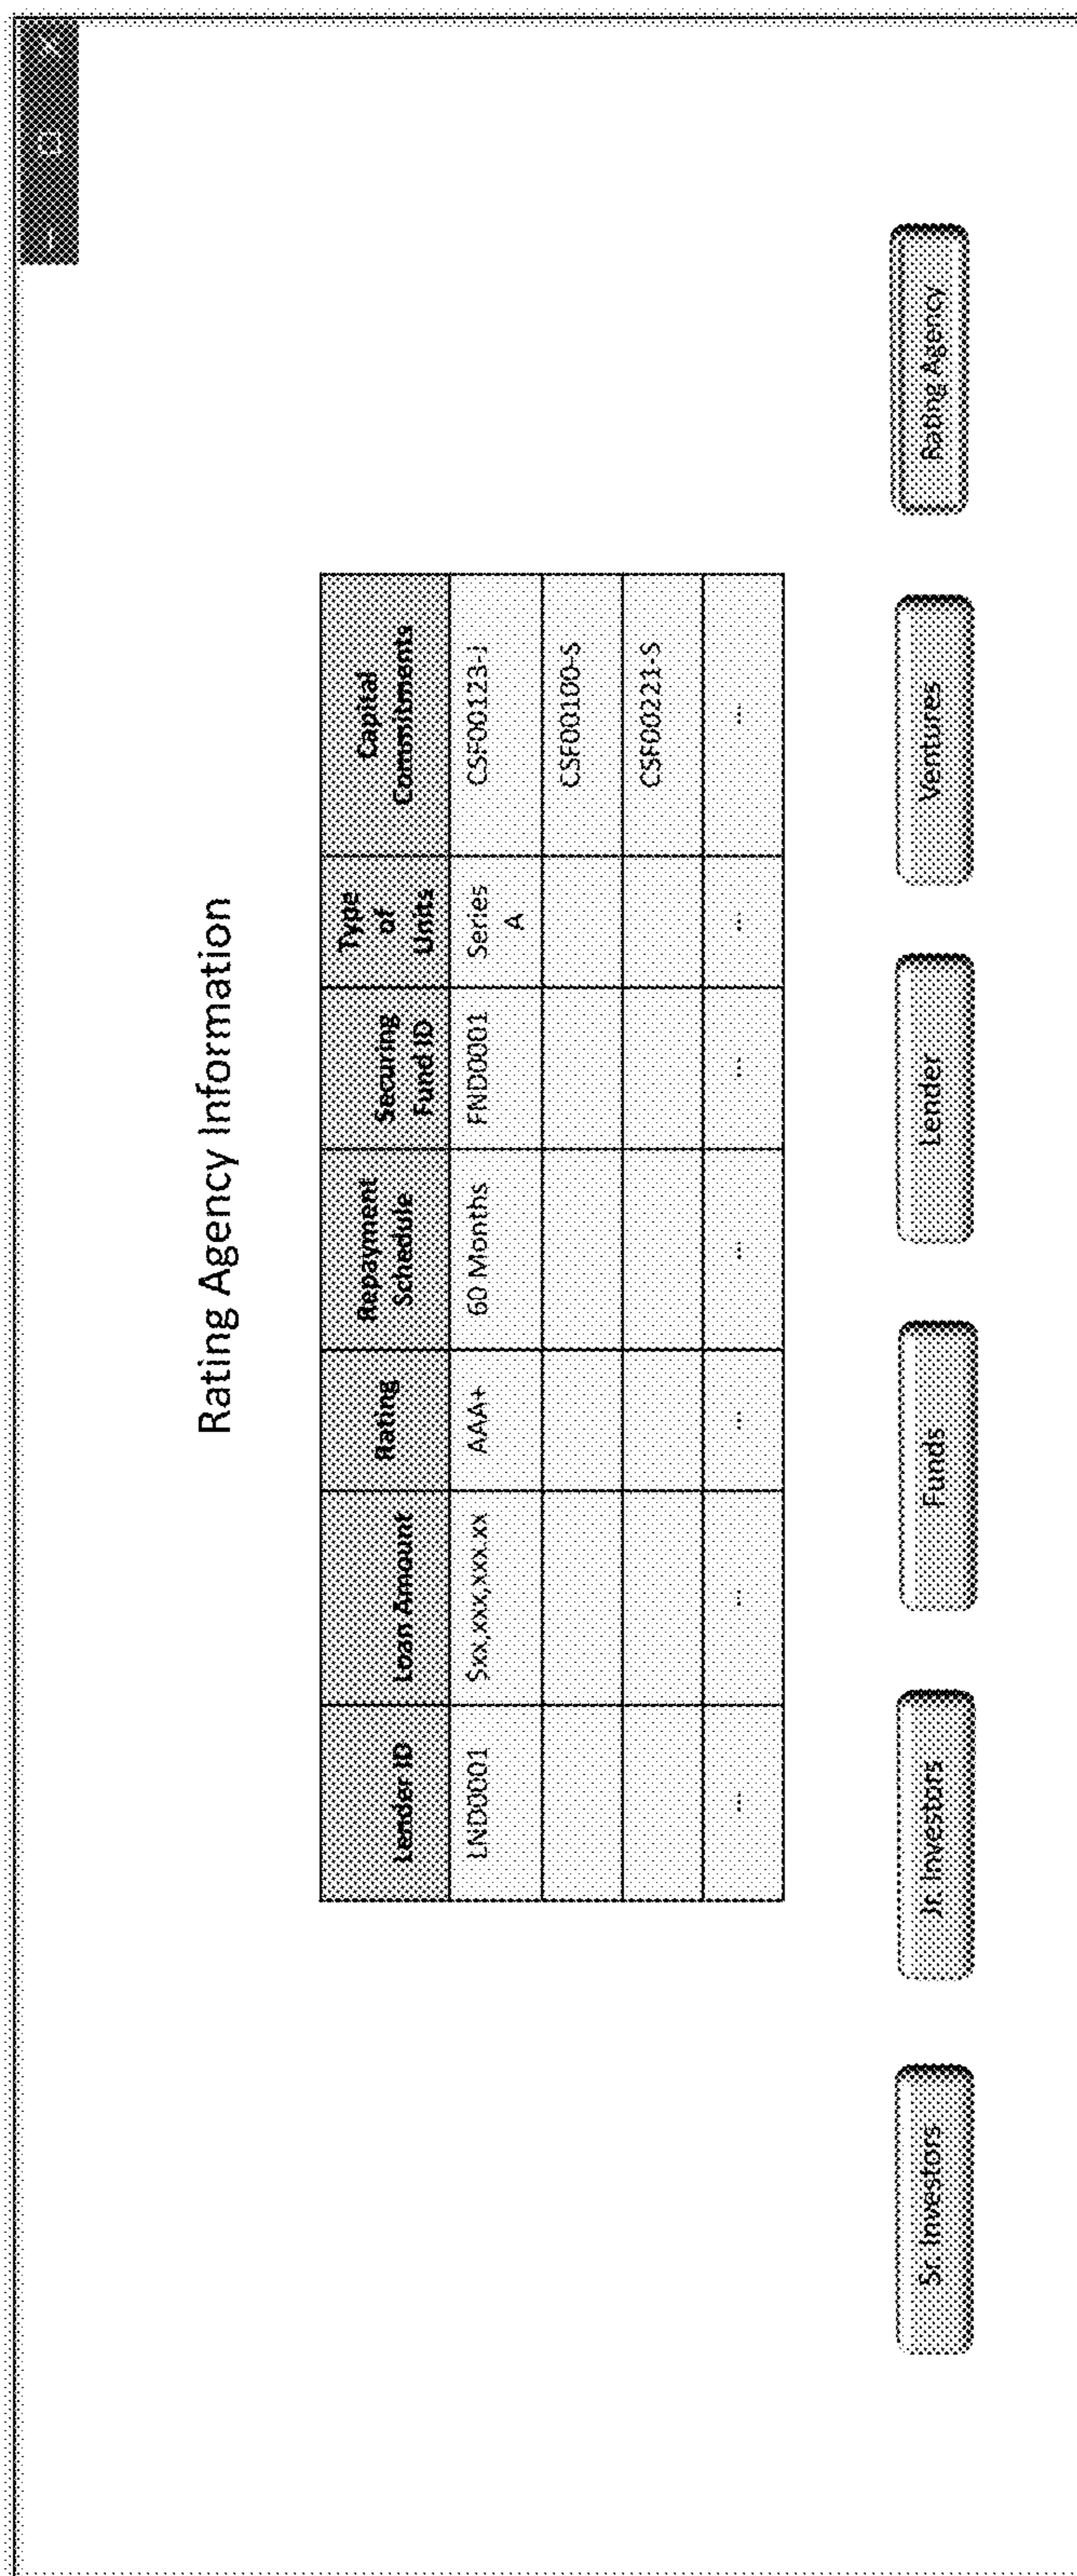 Rating Agency Information
Lender ID Loan Amount Rating Repayment Schedule Securing Fund ID Type of Units Capital Commitments
LND0001 $xx,xxx,xxx.xx AAA+ 60 Months FND0001 Series A CSF00123-J
CSF00100-S
CSF00221-S
... ... ... ... ... ... ...
Sr. Investors Jr. Investors Funds Lender Ventures Rating Agency